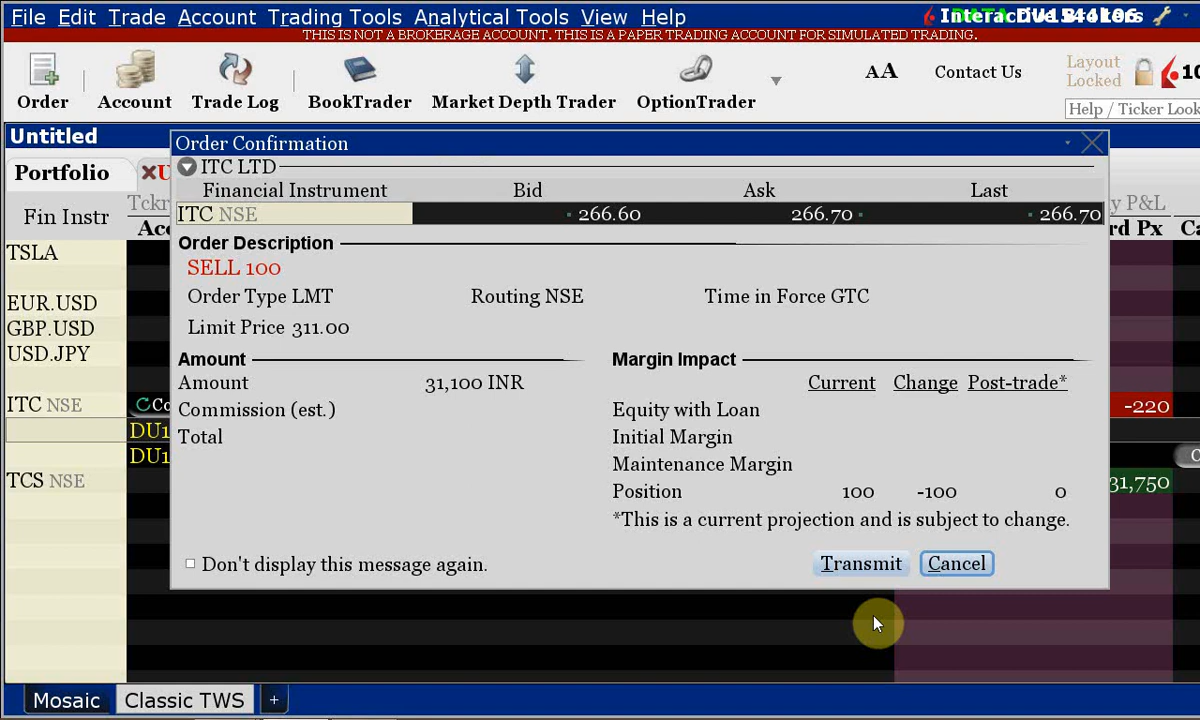 File Edit Trade Account Trading Tools Analytical Tools View Help
THIS IS NOT A BROKERAGE ACCOUNT. THIS IS A PAPER TRADING ACCOUNT FOR SIMULATED TRADING.
Order Account Trade Log BookTrader Market Depth Trader OptionTrader AA Contact Us Layout Locked
Help / Ticker Look
Untitled
Order Confirmation
Portfolio
ITC LTD
Financial Instrument Bid Ask Last
Fin Instr
ITC NSE 266.60 266.70 266.70
y P&L
rd Px
Order Description
TSLA
SELL 100
Order Type LMT Routing NSE Time in Force GTC
EUR.USD
GBP.USD
Limit Price 311.00
USD.JPY
Amount Margin Impact
Amount 31,100 INR Current Change Post-trade*
ITC NSE
-220
Commission (est.) Equity with Loan
DU1
Total Initial Margin
DU1
Maintenance Margin
TCS NSE
31,750
Position 100 -100 0
*This is a current projection and is subject to change.
Don't display this message again. Transmit Cancel
Mosaic Classic TWS +